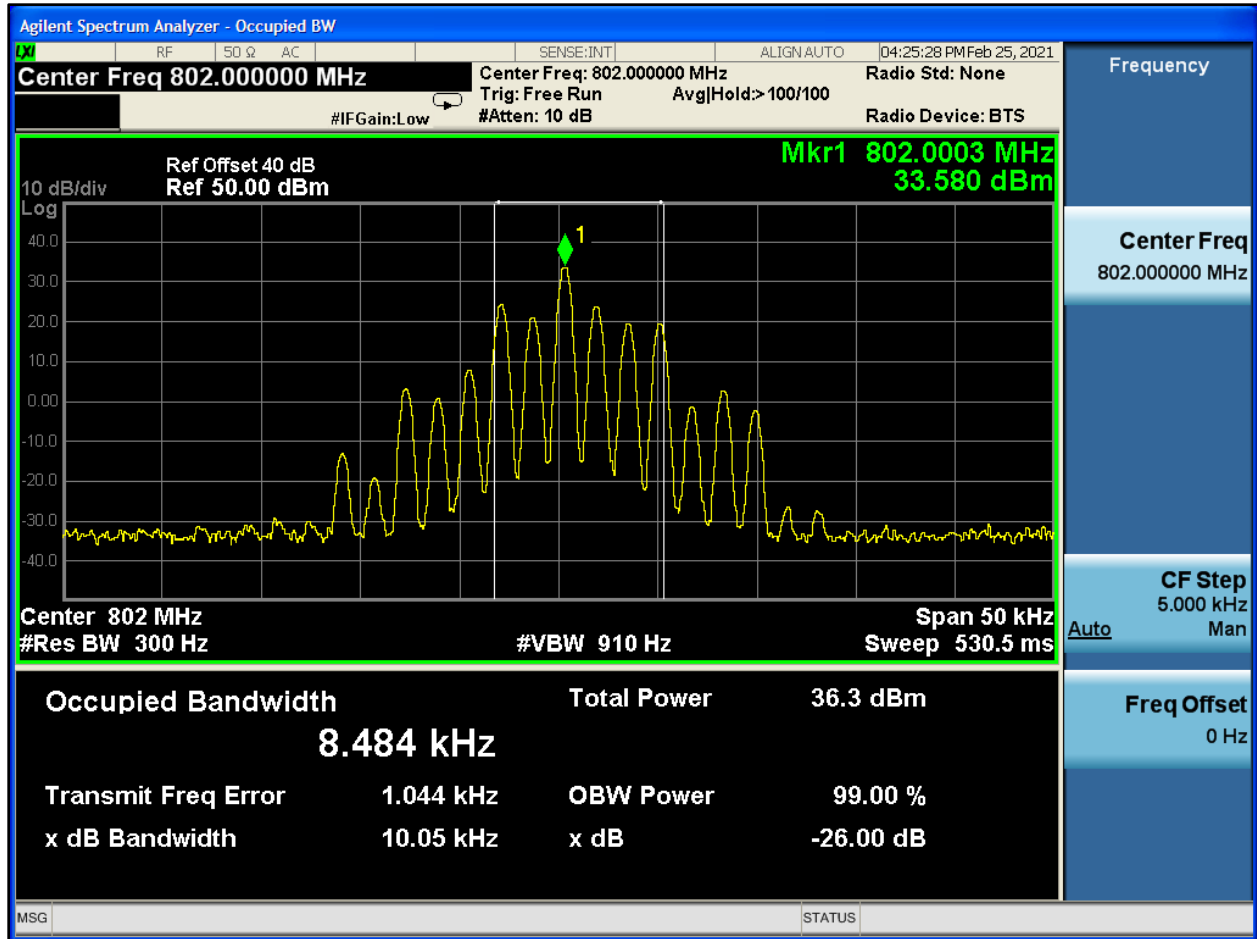 Agilent Spectrum Analyzer - Occupied BW
LXI RF 50 Ω AC SENSE:INT ALIGN AUTO 04:25:28 PM Feb 25, 2021
Center Freq 802.000000 MHz
Center Freq: 802.000000 MHz
Radio Std: None
Trig: Free Run Avg|Hold:>100/100
#IFGain:Low #Atten: 10 dB Radio Device: BTS
Frequency
Mkr1 802.0003 MHz
33.580 dBm
Ref Offset 40 dB
10 dB/div Ref 50.00 dBm
Log
40.0
30.0
20.0
10.0
0.00
-10.0
-20.0
-30.0
-40.0
1
Center 802 MHz Span 50 kHz
#Res BW 300 Hz #VBW 910 Hz Sweep 530.5 ms
Center Freq
802.000000 MHz
CF Step
5.000 kHz
Auto Man
Freq Offset
0 Hz
Occupied Bandwidth Total Power 36.3 dBm
8.484 kHz
Transmit Freq Error 1.044 kHz OBW Power 99.00 %
x dB Bandwidth 10.05 kHz x dB -26.00 dB
MSG STATUS